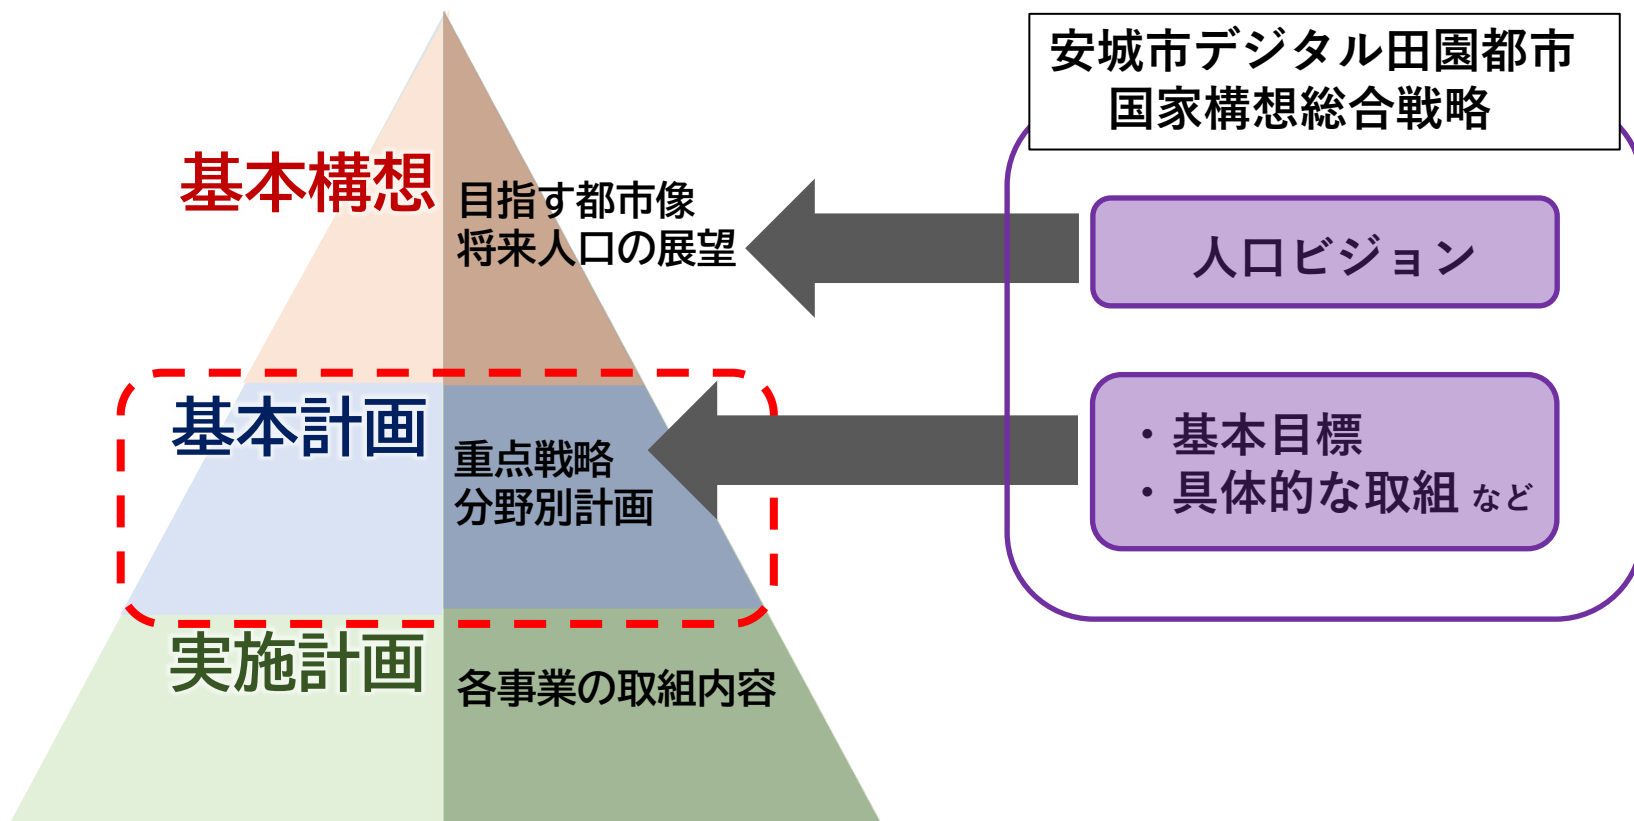 基本構想
目指す都市像
将来人口の展望
基本計画
重点戦略
分野別計画
実施計画
各事業の取組内容
安城市デジタル田園都市
国家構想総合戦略
人口ビジョン
・基本目標
・具体的な取組 など